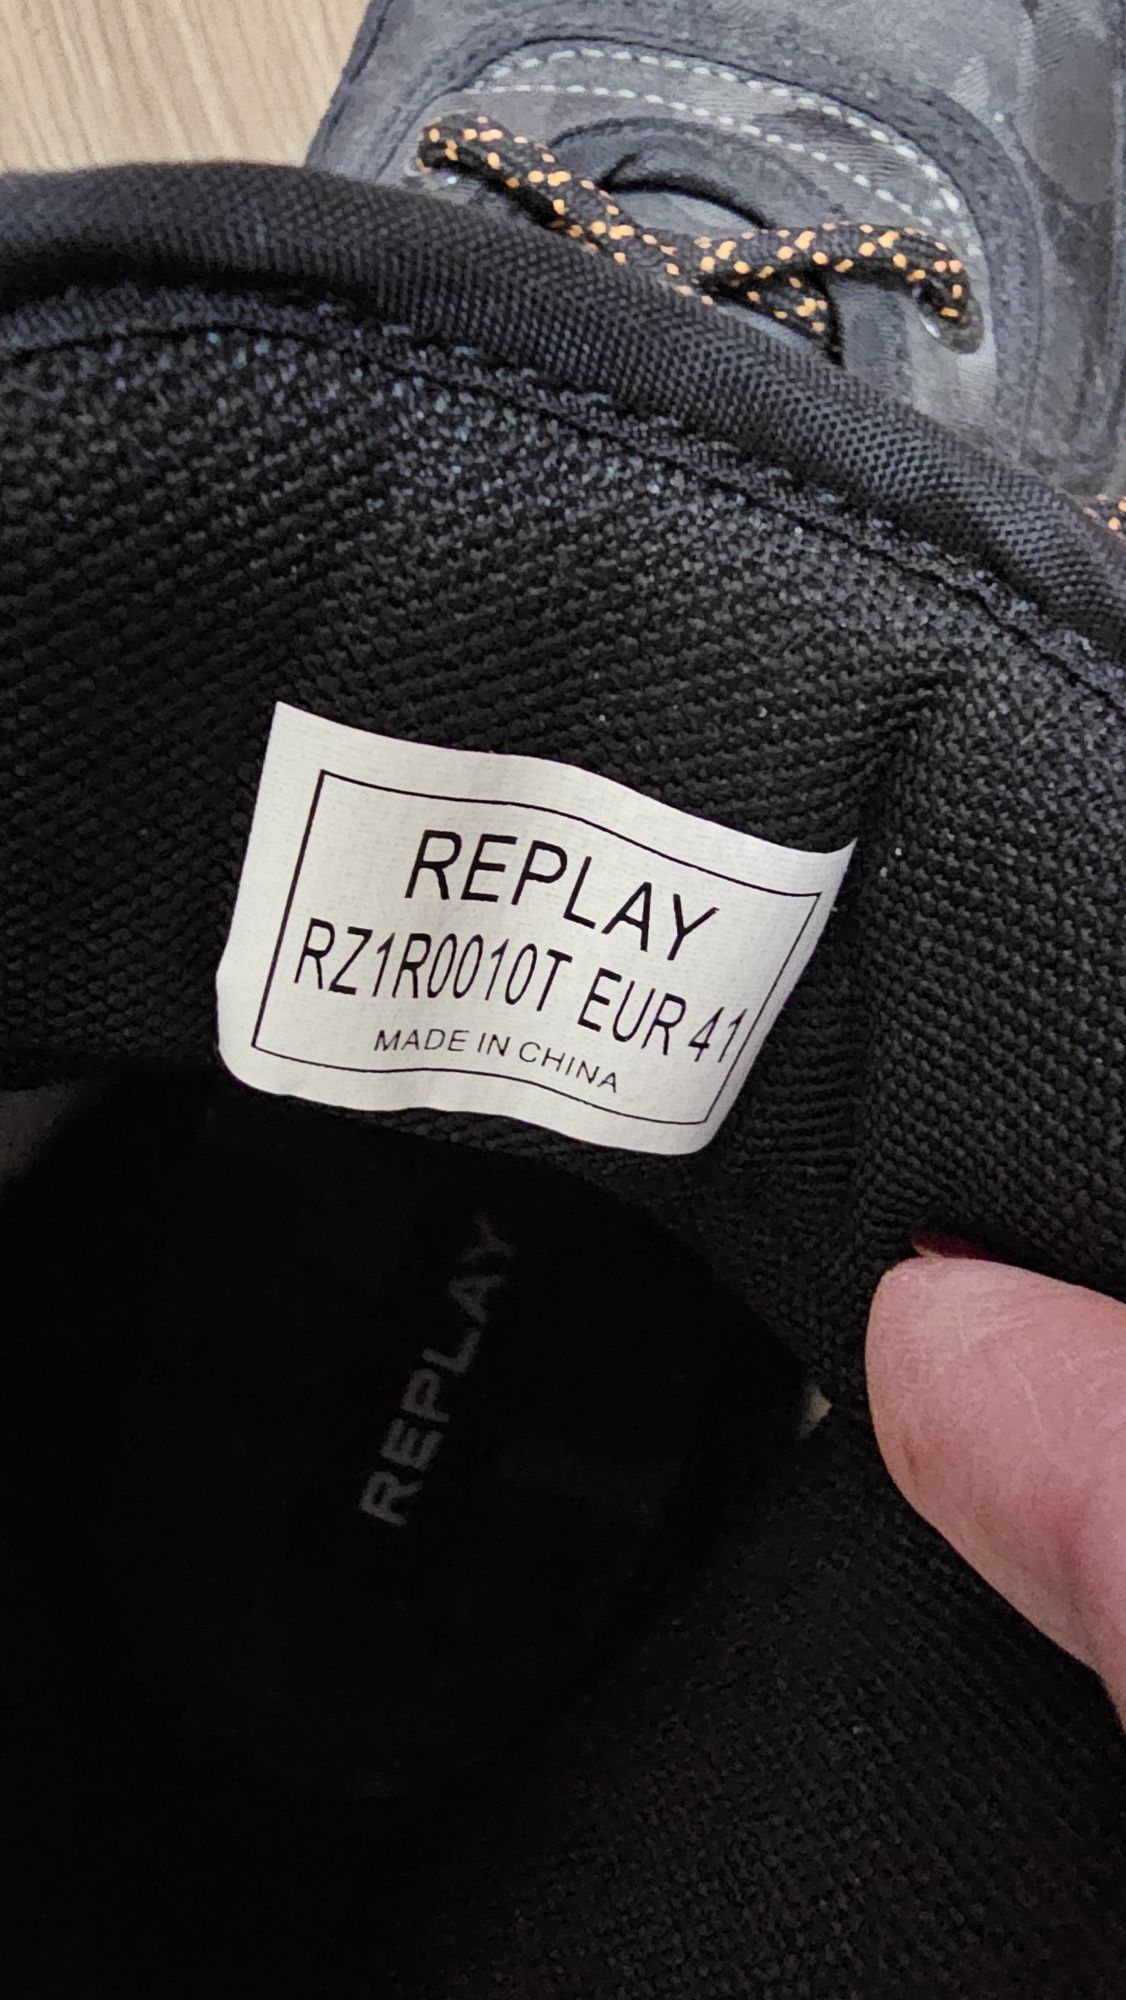 REPLAY
RZ1R0010T EUR 41
MADE IN CHINA
REPLAY